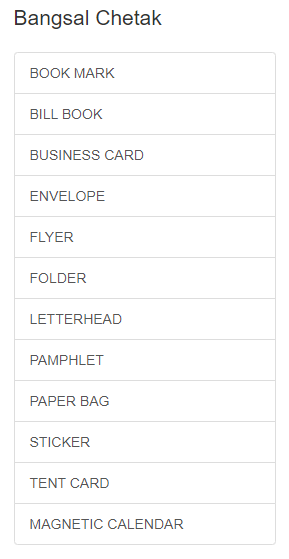 Bangsal Chetak
BOOK MARK
BILL BOOK
BUSINESS CARD
ENVELOPE
FLYER
FOLDER
LETTERHEAD
PAMPHLET
PAPER BAG
STICKER
TENT CARD
MAGNETIC CALENDAR